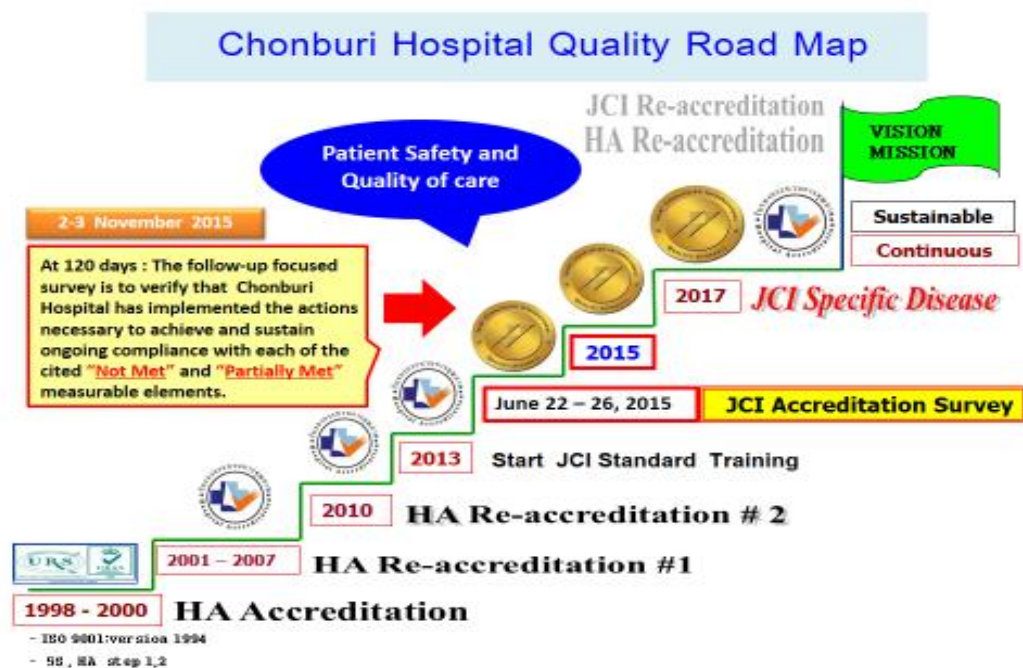 Chonburi Hospital Quality Road Map
JCI Re-accreditation
HA Re-accreditation
VISION
MISSION
Patient Safety and
Quality of care
Sustainable
Continuous
2-3 November 2015
At 120 days : The follow-up focused
survey is to verify that Chonburi
Hospital has implemented the actions
necessary to achieve and sustain
ongoing compliance with each of the
cited "Not Met" and "Partially Met"
measurable elements.
2017
JCI Specific Disease
2015
June 22 – 26, 2015
JCI Accreditation Survey
2013
Start JCI Standard Training
2010
HA Re-accreditation # 2
URS
2001 – 2007
HA Re-accreditation #1
1998 - 2000
HA Accreditation
- ISO 9001:version 1994
- 5S , HA step 1,2